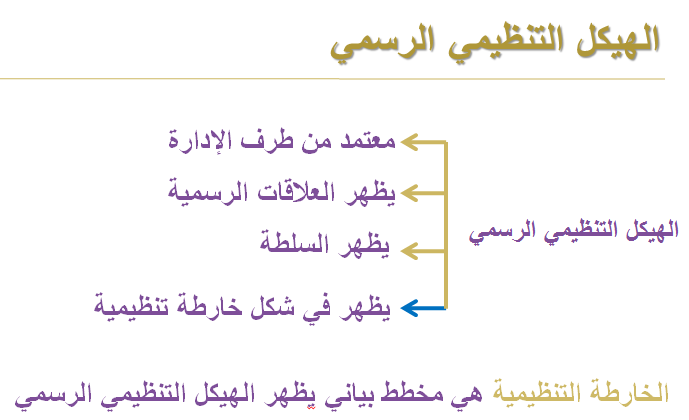 الهيكل التنظيمي الرسمي
معتمد من طرف الإدارة
يظهر العلاقات الرسمية
الهيكل التنظيمي الرسمي
يظهر السلطة
يظهر في شكل خارطة تنظيمية
الخارطة التنظيمية هي مخطط بياني يظهر الهيكل التنظيمي الرسمي